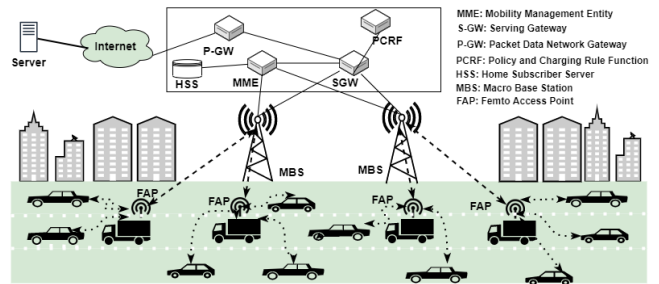 MME: Mobility Management Entity
S-GW: Serving Gateway
P-GW: Packet Data Network Gateway
PCRF: Policy and Charging Rule Function
HSS: Home Subscriber Server
MBS: Macro Base Station
FAP: Femto Access Point
PCRF
P-GW
Internet
Server
HSS
MME
SGW
MBS
MBS
FAP
FAP
FAP
FAP